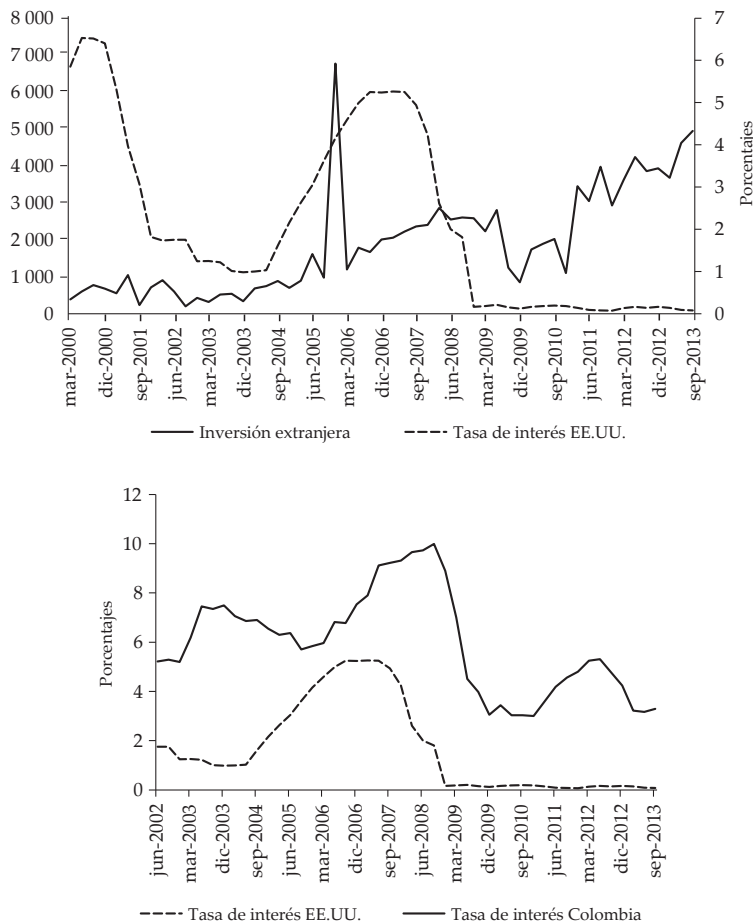 8 000
7 000
6 000
5 000
4 000
3 000
2 000
1 000
0
7
6
5
4
3
2
1
0
Porcentajes
mar-2000
dic-2000
sep-2001
jun-2002
mar-2003
dic-2003
sep-2004
jun-2005
mar-2006
dic-2006
sep-2007
jun-2008
mar-2009
dic-2009
sep-2010
jun-2011
mar-2012
dic-2012
sep-2013
Inversión extranjera
Tasa de interés EE.UU.
12
10
8
6
4
2
0
Porcentajes
jun-2002
mar-2003
dic-2003
sep-2004
jun-2005
mar-2006
dic-2006
sep-2007
jun-2008
mar-2009
dic-2009
sep-2010
jun-2011
mar-2012
dic-2012
sep-2013
Tasa de interés EE.UU.
Tasa de interés Colombia